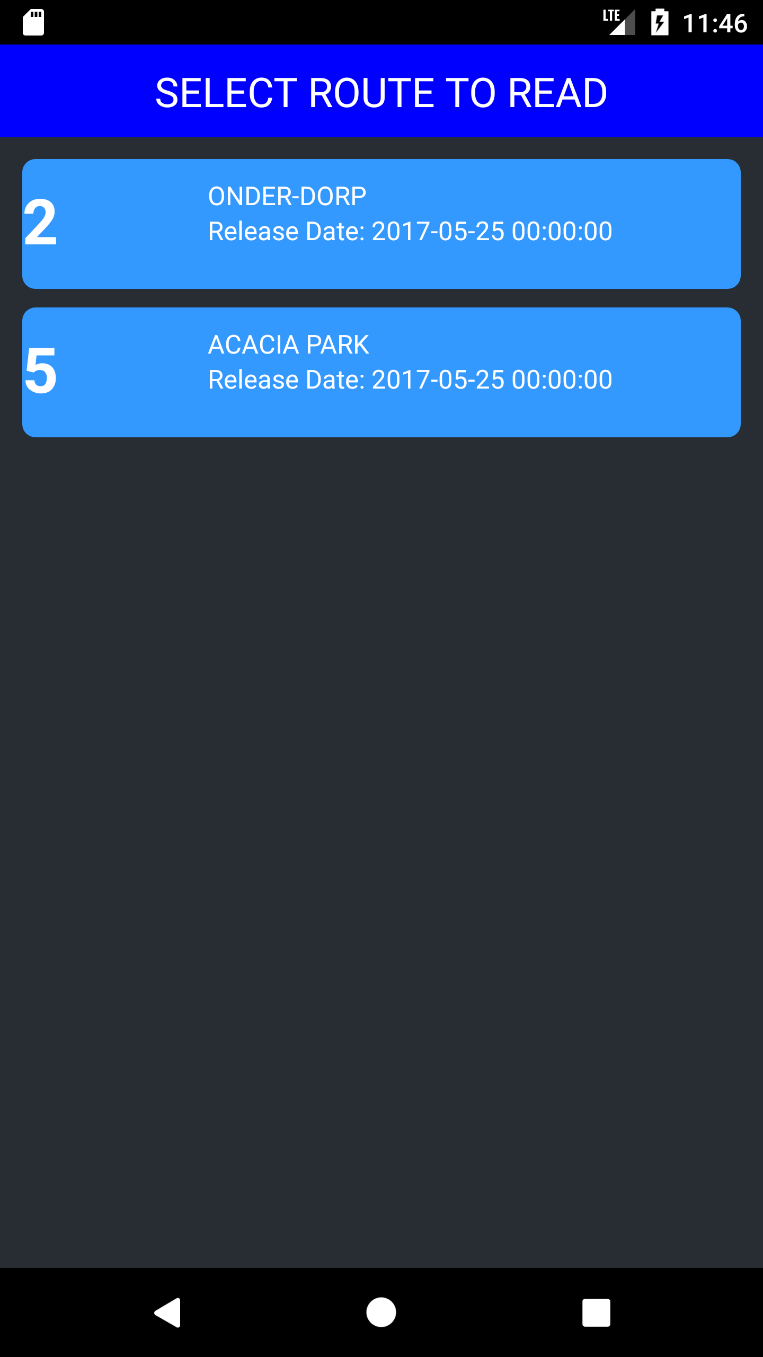 LTE 11:46
SELECT ROUTE TO READ
2
ONDER-DORP
Release Date: 2017-05-25 00:00:00
5
ACACIA PARK
Release Date: 2017-05-25 00:00:00